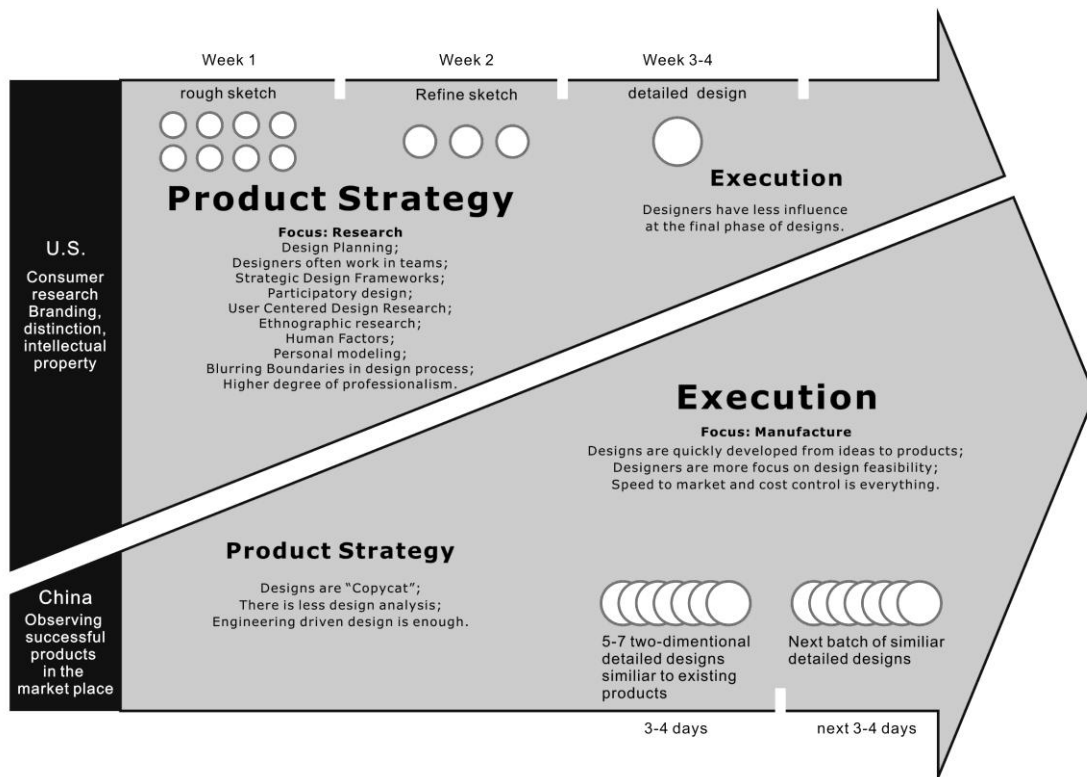 Week 1
Week 2
Week 3-4
rough sketch
Refine sketch
detailed design
Product Strategy
Focus: Research
Design Planning;
Designers often work in teams;
Strategic Design Frameworks;
Participatory design;
User Centered Design Research;
Ethnographic research;
Human Factors;
Personal modeling;
Blurring Boundaries in design process;
Higher degree of professionalism.
Execution
Designers have less influence
at the final phase of designs.
U.S.
Consumer
research
Branding,
distinction,
intellectual
property
Execution
Focus: Manufacture
Designs are quickly developed from ideas to products;
Designers are more focus on design feasibility;
Speed to market and cost control is everything.
Product Strategy
Designs are “Copycat”;
There is less design analysis;
Engineering driven design is enough.
China
Observing
successful
products
in the
market place
5-7 two-dimentional
detailed designs
similiar to existing
products
Next batch of similiar
detailed designs
3-4 days
next 3-4 days